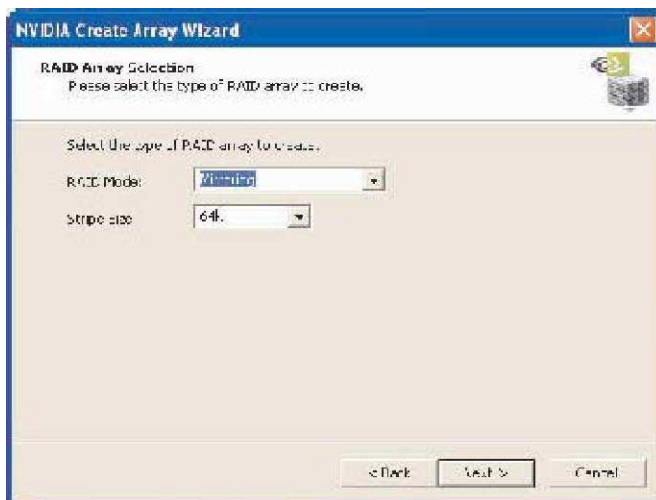 NVIDIA Create Array Wizard
RAID Array Selection
Please select the type of RAID array to create.
Select the type of RAID array to create.
RAID Mode:
Mirroring
Stripe Size
64k
< Back
Next >
Cancel